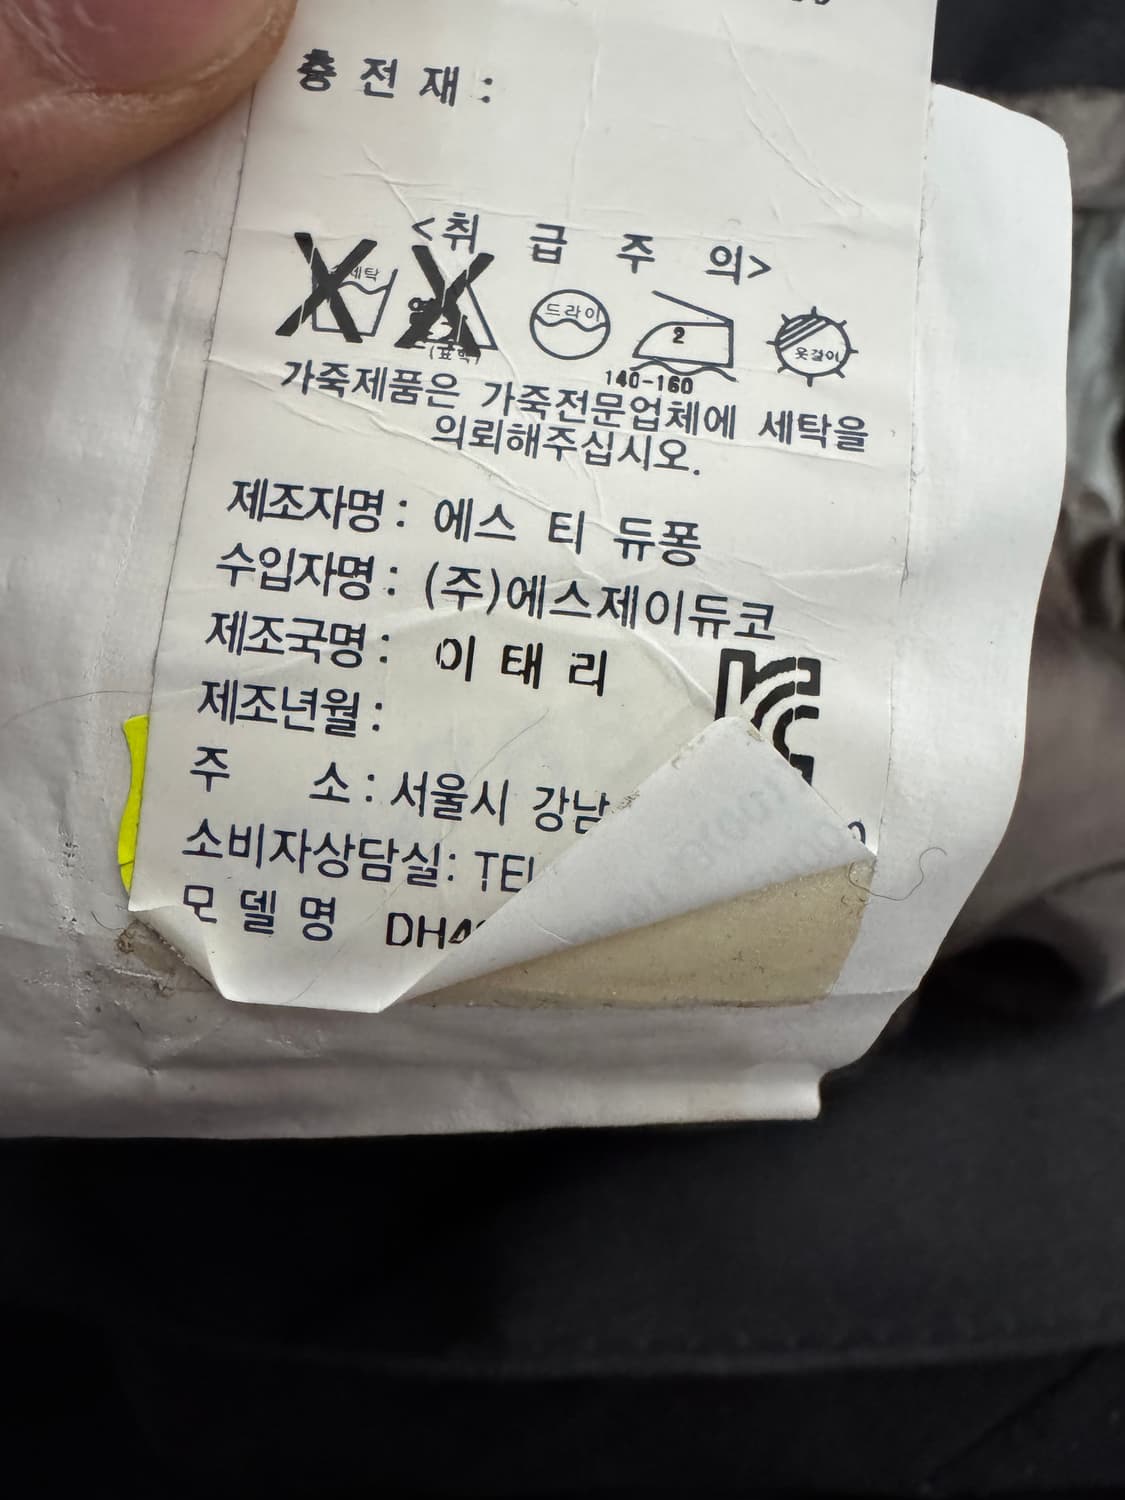 충 전 재 :
<취 급 주 의>
세탁 드라이 2 옷걸이
(표백)
140-160
가죽제품은 가죽전문업체에 세탁을
의뢰해주십시오.
제조자명 : 에스 티 듀퐁
수입자명 : (주)에스제이듀코
제조국명 : 이 태 리
제조년월 :
주 소 : 서울시 강남
소비자상담실: TEL
모 델 명 DH4